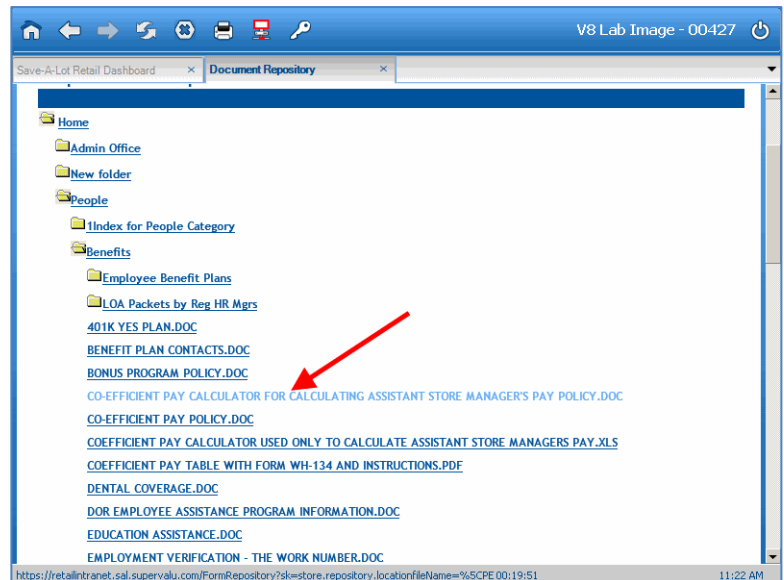 V8 Lab Image - 00427
Save-A-Lot Retail Dashboard × Document Repository ×
Home
Admin Office
New folder
People
1Index for People Category
Benefits
Employee Benefit Plans
LOA Packets by Reg HR Mgrs
401K YES PLAN.DOC
BENEFIT PLAN CONTACTS.DOC
BONUS PROGRAM POLICY.DOC
CO-EFFICIENT PAY CALCULATOR FOR CALCULATING ASSISTANT STORE MANAGER'S PAY POLICY.DOC
CO-EFFICIENT PAY POLICY.DOC
COEFFICIENT PAY CALCULATOR USED ONLY TO CALCULATE ASSISTANT STORE MANAGERS PAY.XLS
COEFFICIENT PAY TABLE WITH FORM WH-134 AND INSTRUCTIONS.PDF
DENTAL COVERAGE.DOC
DOR EMPLOYEE ASSISTANCE PROGRAM INFORMATION.DOC
EDUCATION ASSISTANCE.DOC
EMPLOYMENT VERIFICATION - THE WORK NUMBER.DOC
https://retailintranet.sal.supervalu.com/FormRepository?sk=store.repository.locationfileName=%5CPE 00:19:51 11:22 AM